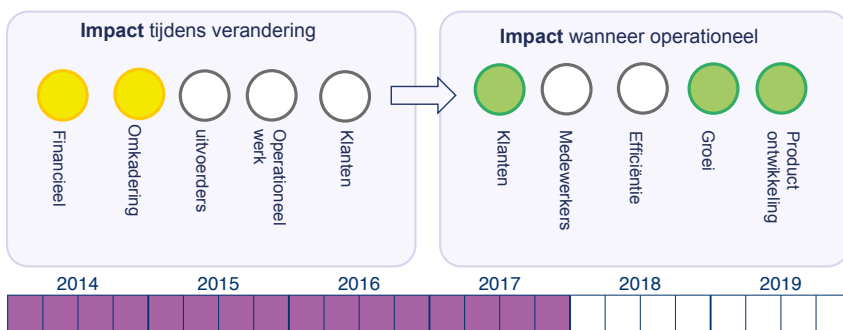 Impact tijdens verandering
Financieel
Omkadering
uitvoerders
Operationeel
werk
Klanten
Impact wanneer operationeel
Klanten
Medewerkers
Efficiëntie
Groei
Product
ontwikkeling
2014 2015 2016 2017 2018 2019